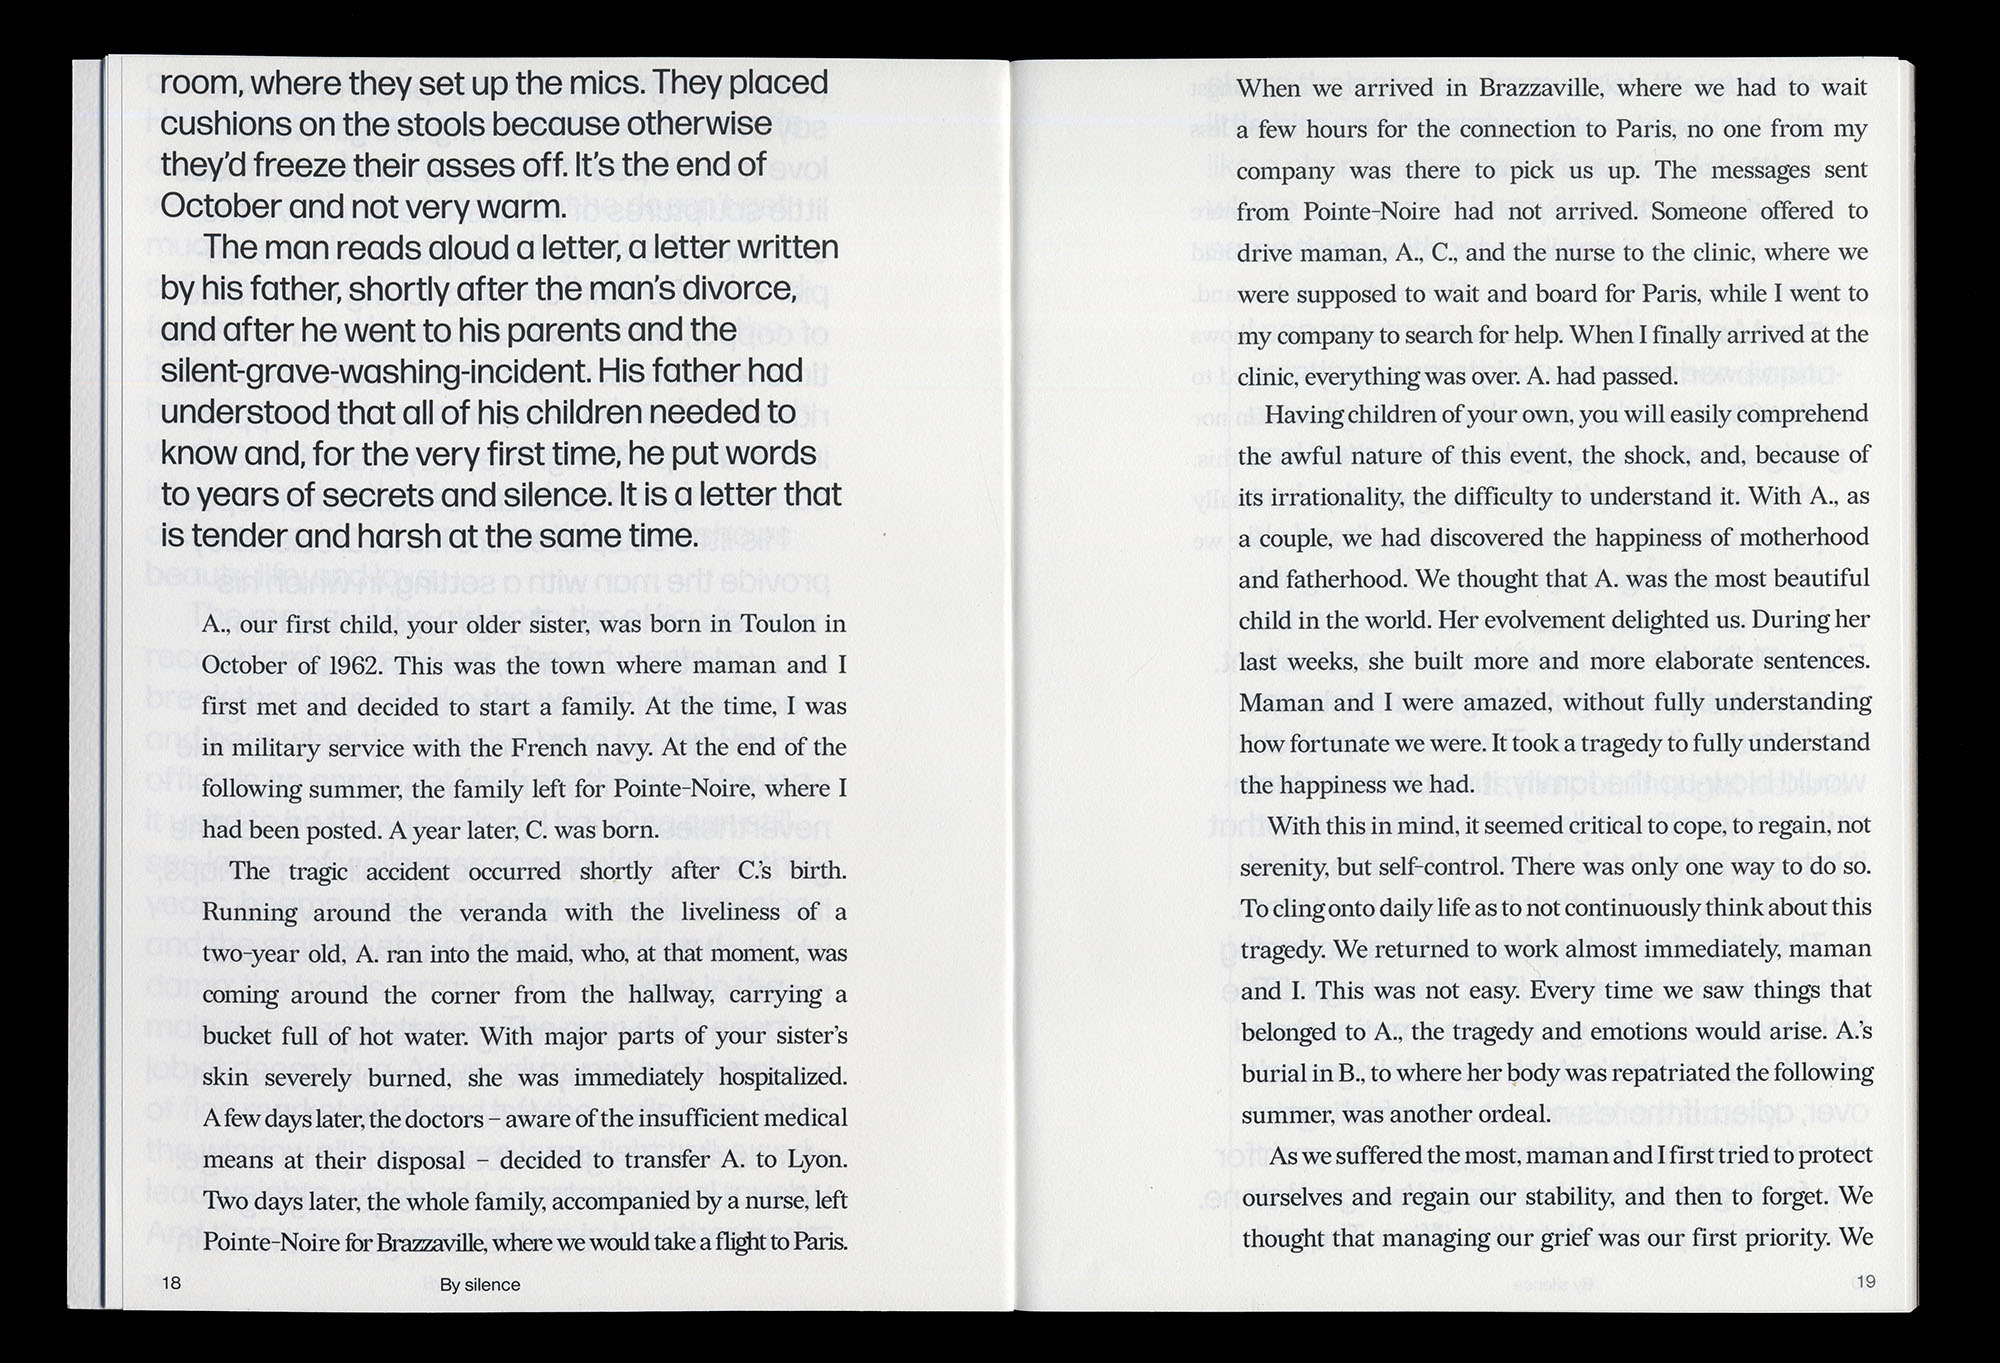 room, where they set up the mics. They placed
cushions on the stools because otherwise
they’d freeze their asses off. It’s the end of
October and not very warm.
The man reads aloud a letter, a letter written
by his father, shortly after the man’s divorce,
and after he went to his parents and the
silent-grave-washing-incident. His father had
understood that all of his children needed to
know and, for the very first time, he put words
to years of secrets and silence. It is a letter that
is tender and harsh at the same time.
A., our first child, your older sister, was born in Toulon in
October of 1962. This was the town where maman and I
first met and decided to start a family. At the time, I was
in military service with the French navy. At the end of the
following summer, the family left for Pointe-Noire, where I
had been posted. A year later, C. was born.
The tragic accident occurred shortly after C.’s birth.
Running around the veranda with the liveliness of a
two-year old, A. ran into the maid, who, at that moment, was
coming around the corner from the hallway, carrying a
bucket full of hot water. With major parts of your sister’s
skin severely burned, she was immediately hospitalized.
A few days later, the doctors – aware of the insufficient medical
means at their disposal – decided to transfer A. to Lyon.
Two days later, the whole family, accompanied by a nurse, left
Pointe-Noire for Brazzaville, where we would take a flight to Paris.
18
By silence
When we arrived in Brazzaville, where we had to wait
a few hours for the connection to Paris, no one from my
company was there to pick us up. The messages sent
from Pointe-Noire had not arrived. Someone offered to
drive maman, A., C., and the nurse to the clinic, where we
were supposed to wait and board for Paris, while I went to
my company to search for help. When I finally arrived at the
clinic, everything was over. A. had passed.
Having children of your own, you will easily comprehend
the awful nature of this event, the shock, and, because of
its irrationality, the difficulty to understand it. With A., as
a couple, we had discovered the happiness of motherhood
and fatherhood. We thought that A. was the most beautiful
child in the world. Her evolvement delighted us. During her
last weeks, she built more and more elaborate sentences.
Maman and I were amazed, without fully understanding
how fortunate we were. It took a tragedy to fully understand
the happiness we had.
With this in mind, it seemed critical to cope, to regain, not
serenity, but self-control. There was only one way to do so.
To cling onto daily life as to not continuously think about this
tragedy. We returned to work almost immediately, maman
and I. This was not easy. Every time we saw things that
belonged to A., the tragedy and emotions would arise. A.’s
burial in B., to where her body was repatriated the following
summer, was another ordeal.
As we suffered the most, maman and I first tried to protect
ourselves and regain our stability, and then to forget. We
thought that managing our grief was our first priority. We
19